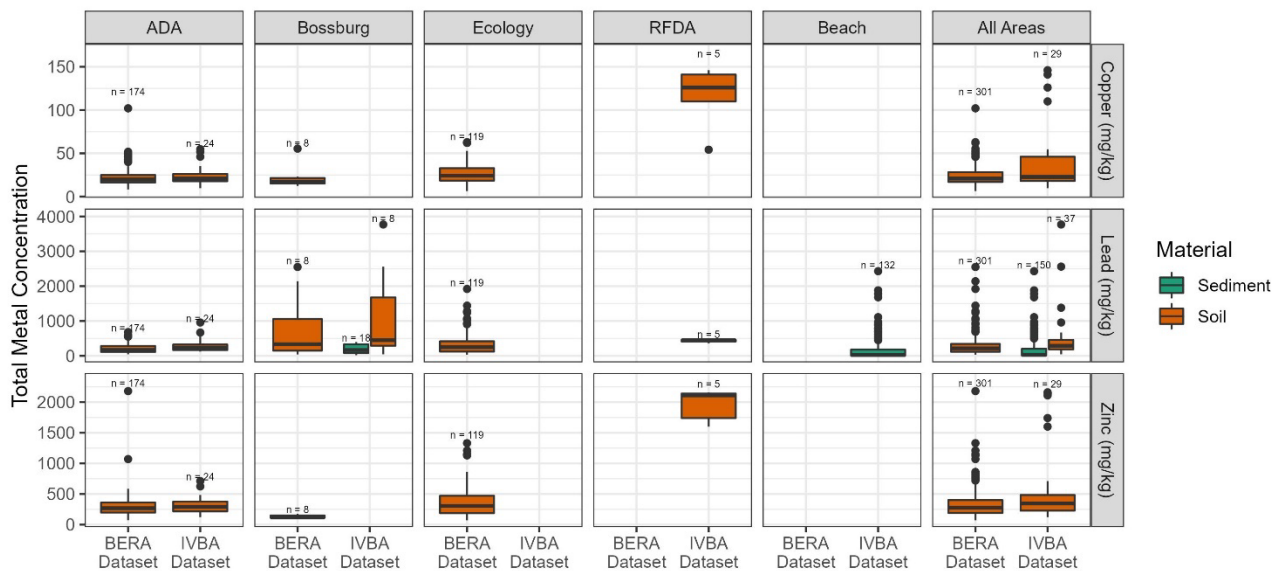 ADA
Bossburg
Ecology
RFDA
Beach
All Areas
Total Metal Concentration
150
100
50
0
n = 174
n = 24
n = 8
n = 119
n = 5
n = 301
n = 29
Copper (mg/kg)
4000
3000
2000
1000
0
n = 174
n = 24
n = 8
n = 18
n = 8
n = 119
n = 5
n = 132
n = 301
n = 150
n = 37
Lead (mg/kg)
2000
1500
1000
500
0
n = 174
n = 24
n = 8
n = 119
n = 5
n = 301
n = 29
Zinc (mg/kg)
BERA Dataset
IVBA Dataset
BERA Dataset
IVBA Dataset
BERA Dataset
IVBA Dataset
BERA Dataset
IVBA Dataset
BERA Dataset
IVBA Dataset
BERA Dataset
IVBA Dataset
Material
Sediment
Soil